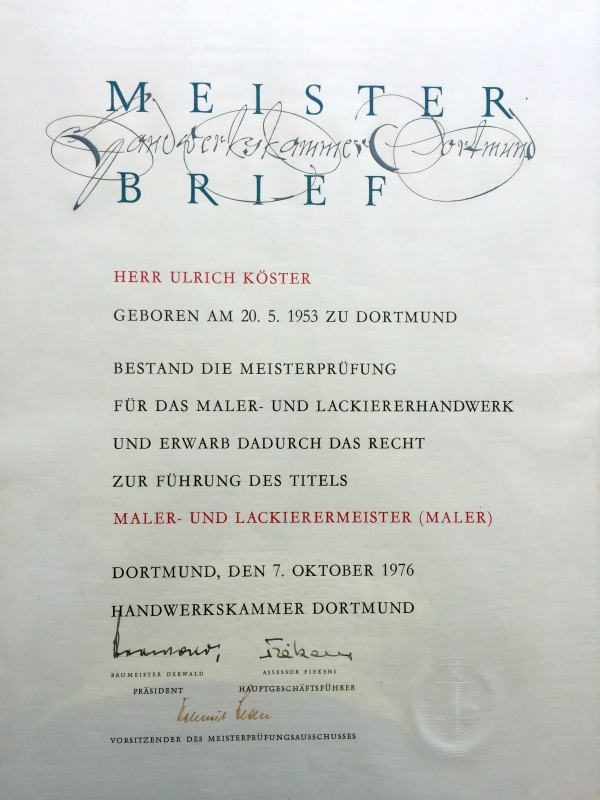 MEISTER
Handwerkskammer Dortmund
BRIEF
HERR ULRICH KÖSTER
GEBOREN AM 20. 5. 1953 ZU DORTMUND
BESTAND DIE MEISTERPRÜFUNG
FÜR DAS MALER- UND LACKIERERHANDWERK
UND ERWARB DADURCH DAS RECHT
ZUR FÜHRUNG DES TITELS
MALER- UND LACKIERERMEISTER (MALER)
DORTMUND, DEN 7. OKTOBER 1976
HANDWERKSKAMMER DORTMUND
BAUMEISTER DERWALD ASSESSOR PIEKENS
PRÄSIDENT HAUPTGESCHÄFTSFÜHRER
Helmut
VORSITZENDER DES MEISTERPRÜFUNGSAUSSCHUSSES